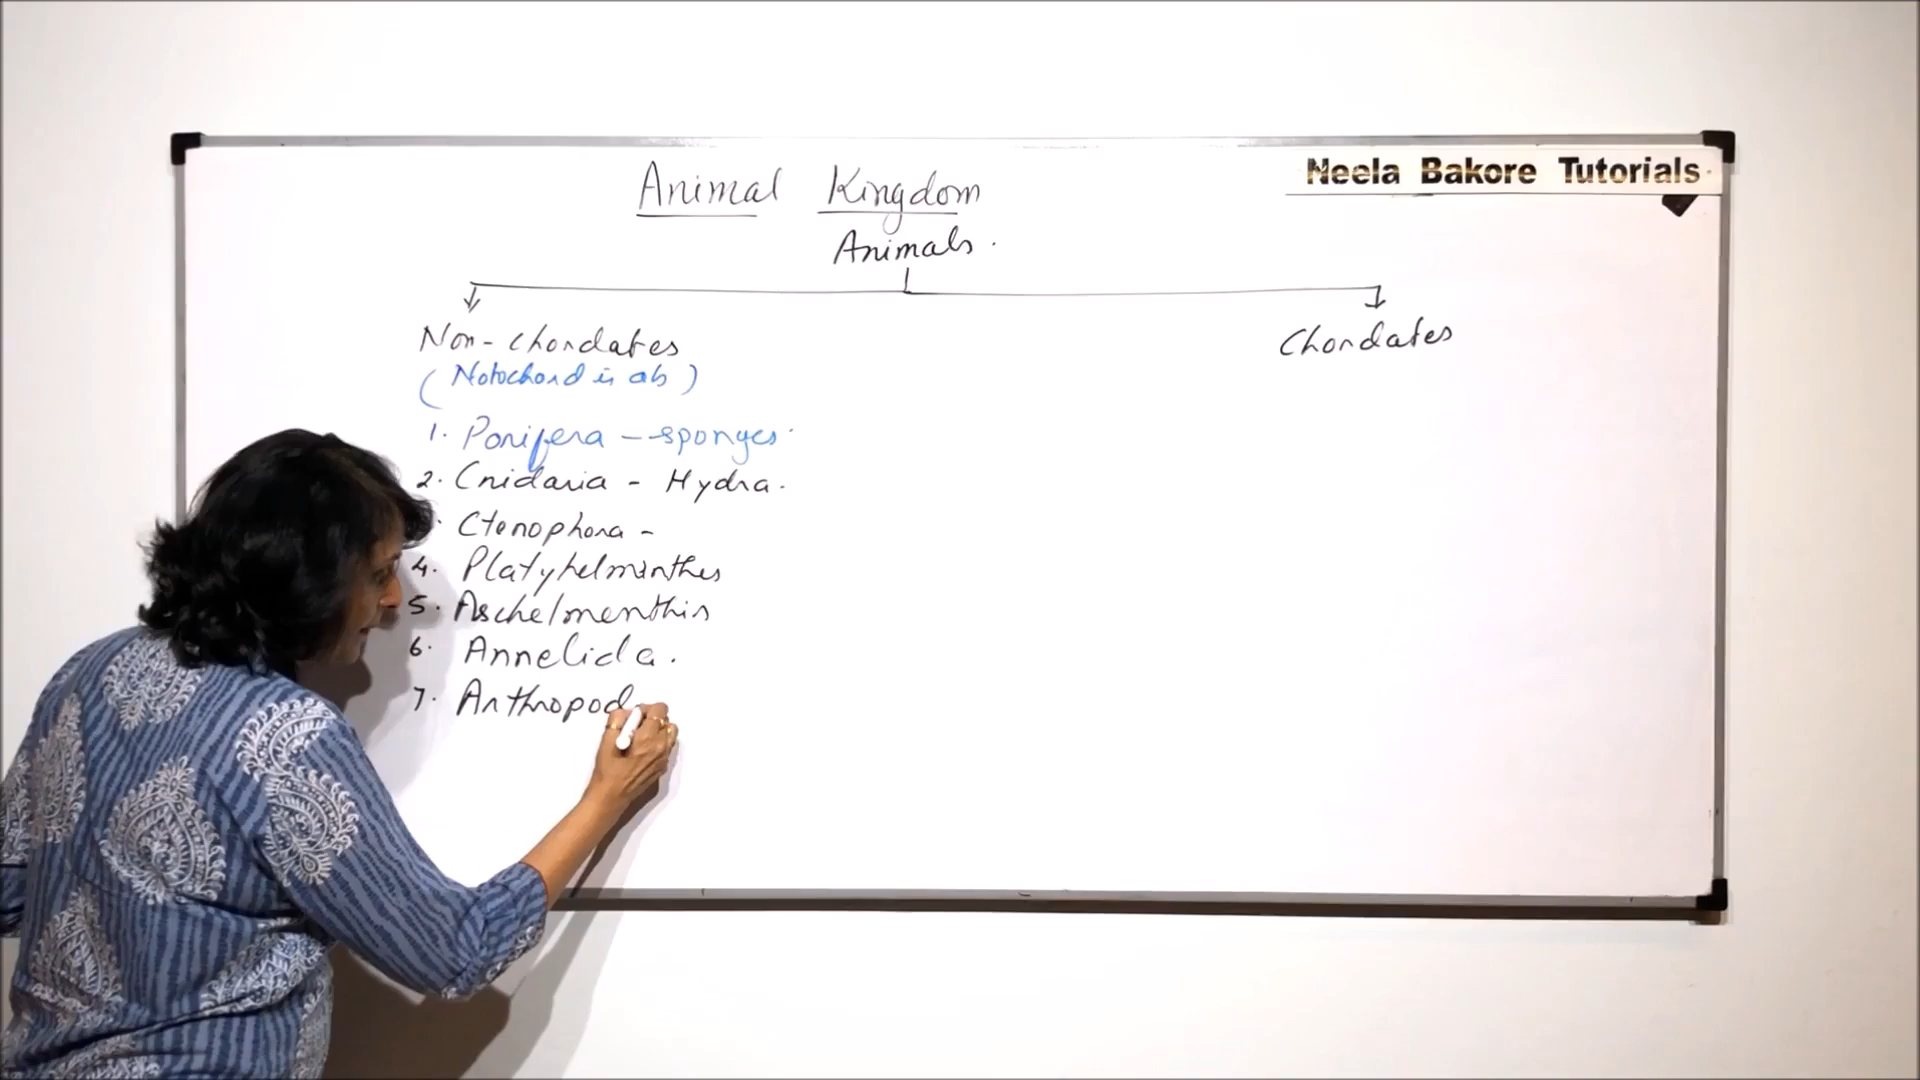 Neela Bakore Tutorials
Animal Kingdom
Animals.
Non-chordates
Chordates
(Notochord is ab)
1. Porifera - sponges
2. Cnidaria - Hydra.
Ctenophora -
4. Platyhelminthes
5. Aschelmenthis
6. Annelida.
7. Arthropod